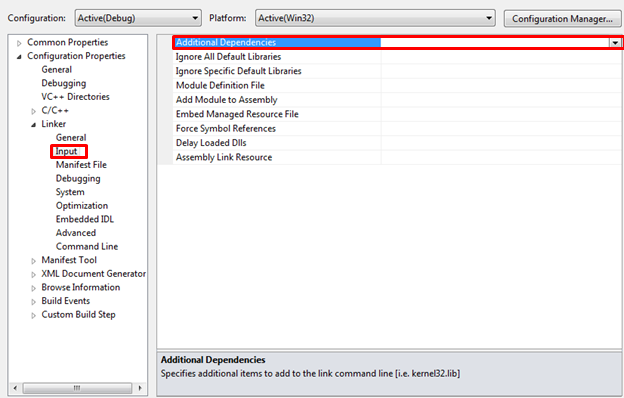 Configuration: Active(Debug) Platform: Active(Win32) Configuration Manager...
Common Properties
Configuration Properties
General
Debugging
VC++ Directories
C/C++
Linker
General
Input
Manifest File
Debugging
System
Optimization
Embedded IDL
Advanced
Command Line
Manifest Tool
XML Document Generator
Browse Information
Build Events
Custom Build Step
Additional Dependencies
Ignore All Default Libraries
Ignore Specific Default Libraries
Module Definition File
Add Module to Assembly
Embed Managed Resource File
Force Symbol References
Delay Loaded Dlls
Assembly Link Resource
Additional Dependencies
Specifies additional items to add to the link command line [i.e. kernel32.lib]